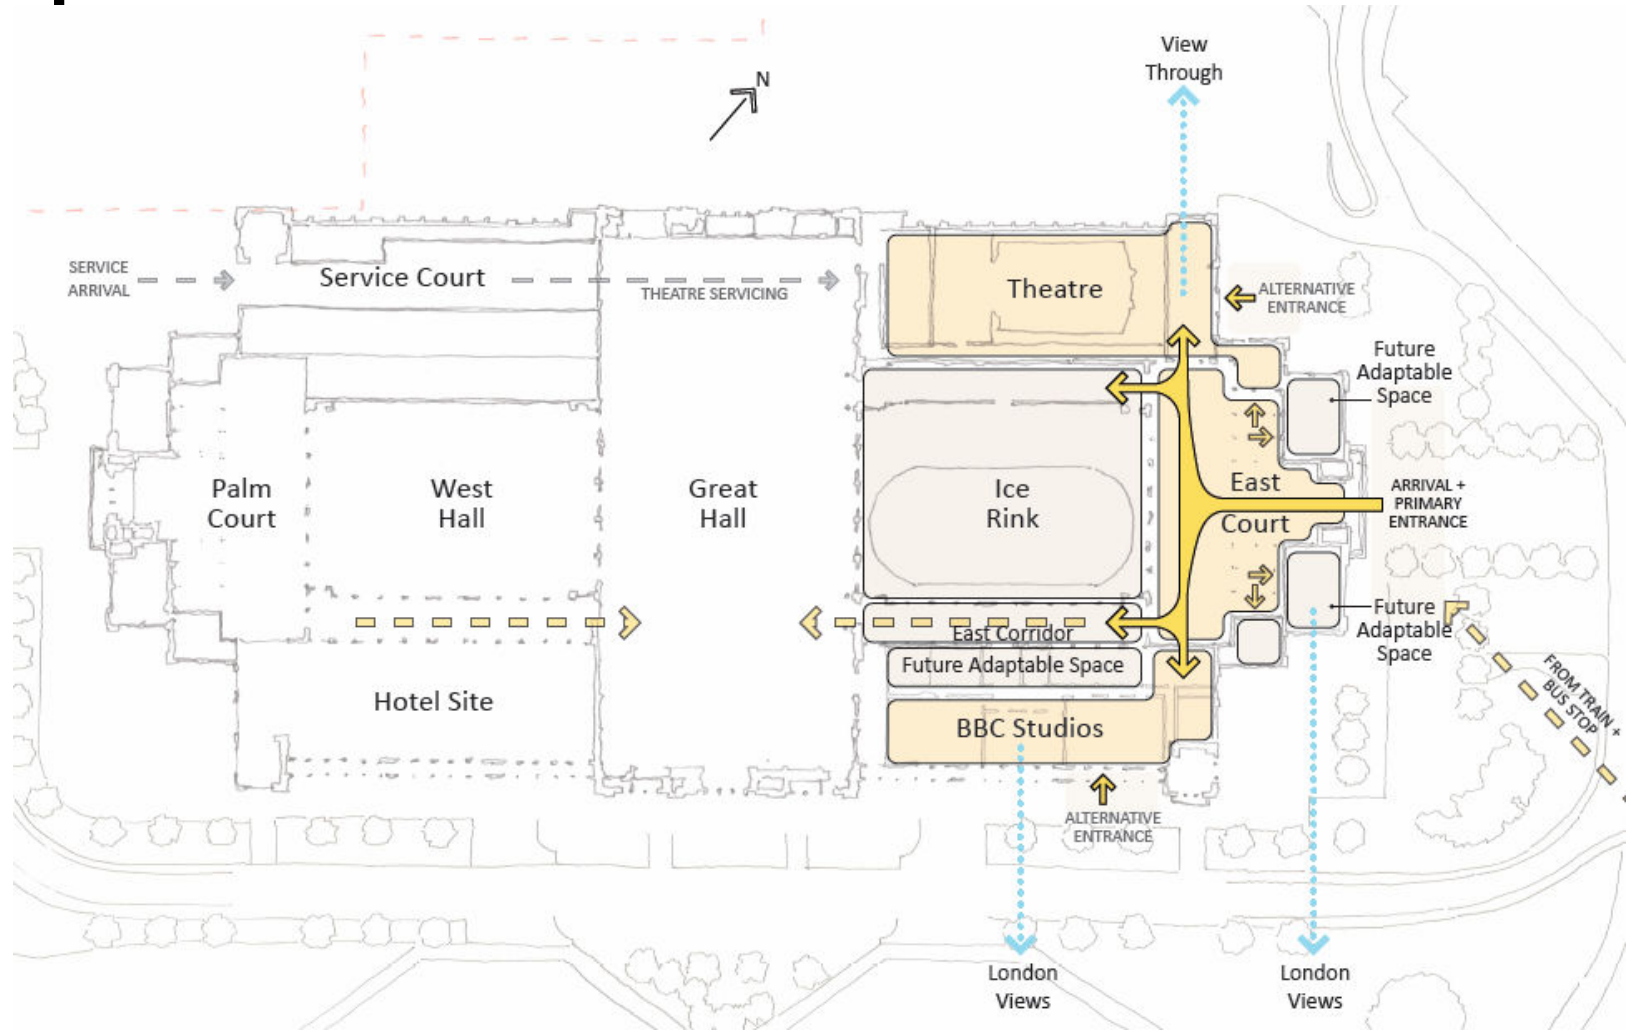 View
Through
N
SERVICE
ARRIVAL
Service Court
THEATRE SERVICING
Theatre
ALTERNATIVE
ENTRANCE
Future
Adaptable
Space
Palm
Court
West
Hall
Great
Hall
Ice
Rink
East
Court
ARRIVAL +
PRIMARY
ENTRANCE
East Corridor
Future Adaptable Space
Future
Adaptable
Space
FROM TRAIN +
BUS STOP
Hotel Site
BBC Studios
ALTERNATIVE
ENTRANCE
London
Views
London
Views